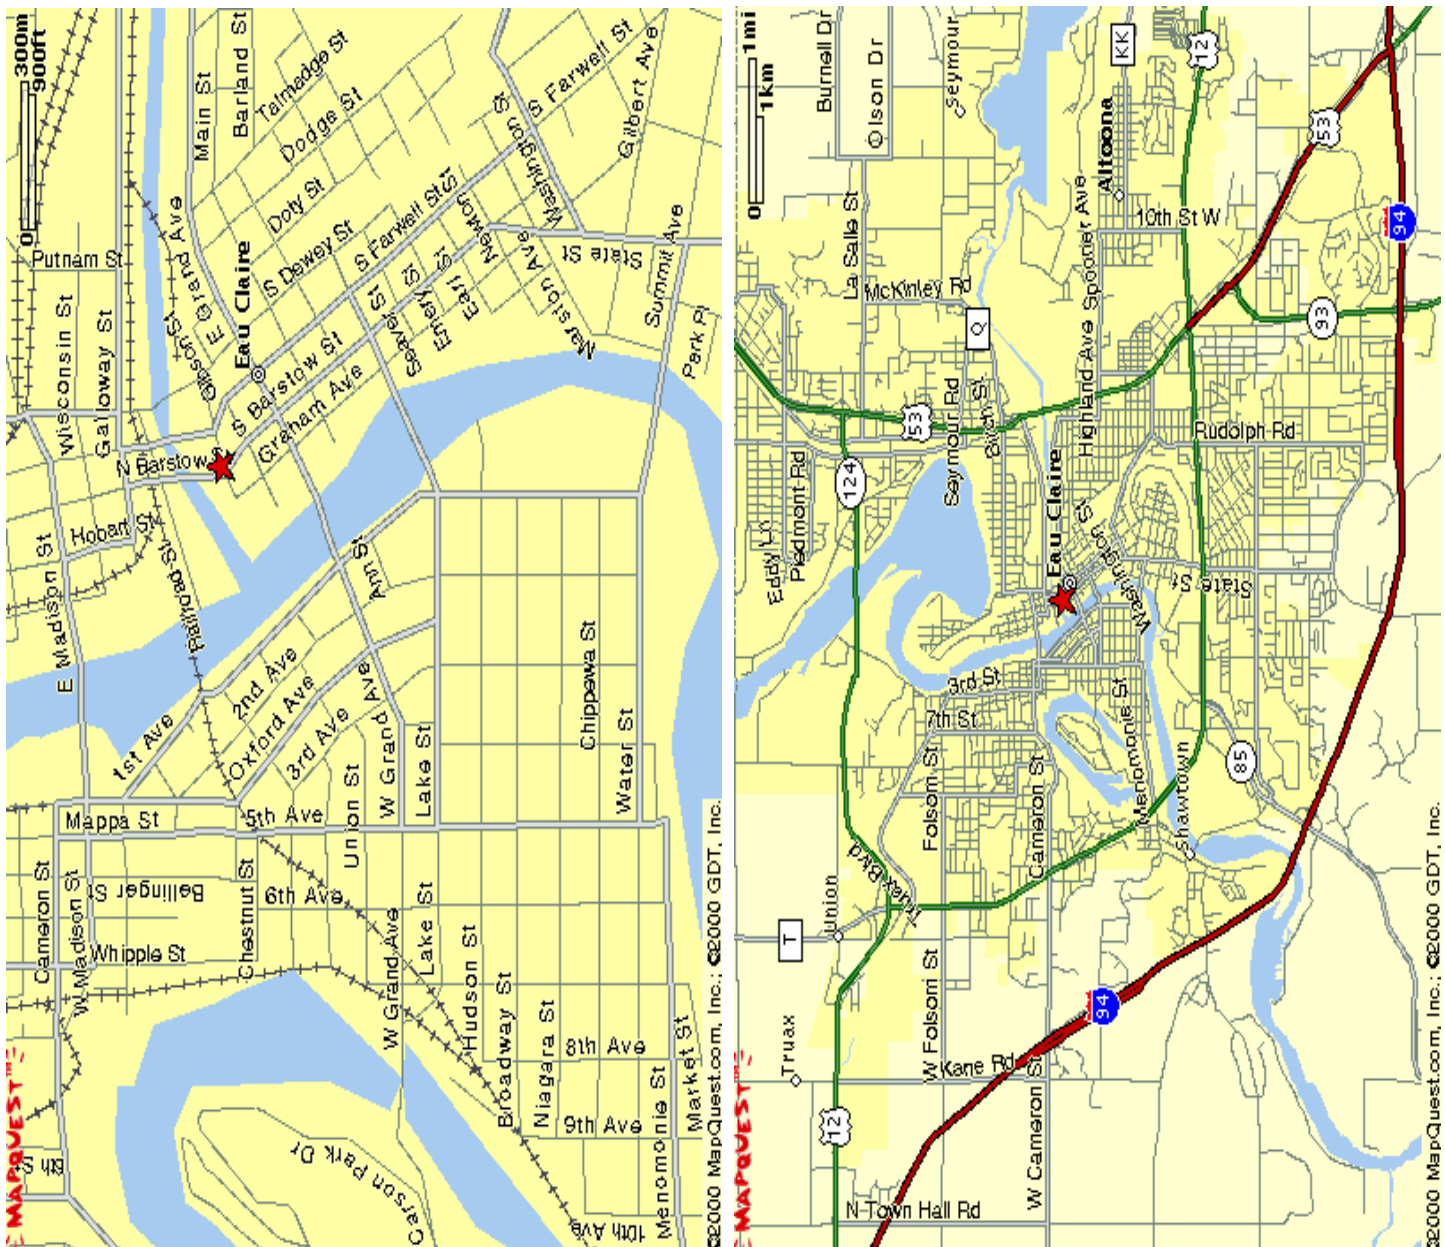 MAPQUEST
0 300m
900ft
Putnam St
Wisconsin St
Galloway St
N Barstow St
Hobart St
E Madison St
Railroad St
Main St
Barland St
Talmadge St
Dodge St
Doty St
S Dewey St
E Grand Ave
Gibson St
Eau Claire
S Farwell St
S Farwell St
S Barstow St
Graham Ave
Seaver St
Emery St
Earl St
Newton St
Washington St
Marston Ave
State St
Gilbert Ave
Summit Ave
Park Pl
1st Ave
2nd Ave
Oxford Ave
3rd Ave
Ann St
W Grand Ave
Lake St
Union St
5th Ave
Mappa St
Chippewa St
Water St
Cameron St
W Madison St
Bellinger St
Whipple St
Chestnut St
6th Ave
W Grand Ave
Lake St
Hudson St
Broadway St
Niagara St
8th Ave
9th Ave
10th Ave
Menomonie St
Market St
Carson Park Dr
©2000 MapQuest.com, Inc.; ©2000 GDT, Inc.
MAPQUEST
0 1mi
1km
Burnell Dr
Olson Dr
Seymour
La Sale St
McKinley Rd
Q
KK
12
Altoona
10th St W
Spooner Ave
Highland Ave
53
94
93
53
Seymour Rd
Birch St
Rudolph Rd
124
Piedmont Rd
Eddy Ln
Eau Claire
Washington St
State St
3rd St
7th St
Folsom St
Cameron St
Menomonie St
Shawtown
85
Truax Blvd
Union
T
Truax
W Folsom St
Kane Rd
94
12
W Cameron St
N Town Hall Rd
©2000 MapQuest.com, Inc.; ©2000 GDT, Inc.